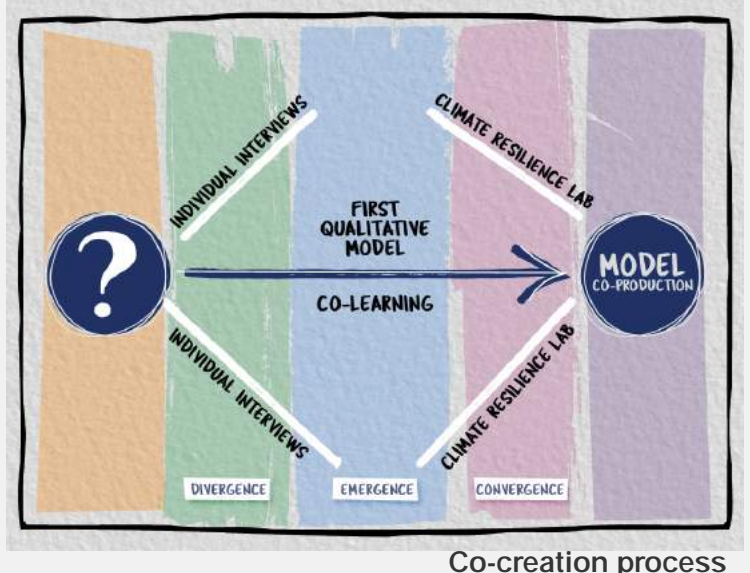 INDIVIDUAL INTERVIEWS
CLIMATE RESILIENCE LAB
FIRST
QUALITATIVE
MODEL
?
MODEL
CO-PRODUCTION
CO-LEARNING
INDIVIDUAL INTERVIEWS
CLIMATE RESILIENCE LAB
DIVERGENCE
EMERGENCE
CONVERGENCE
Co-creation process